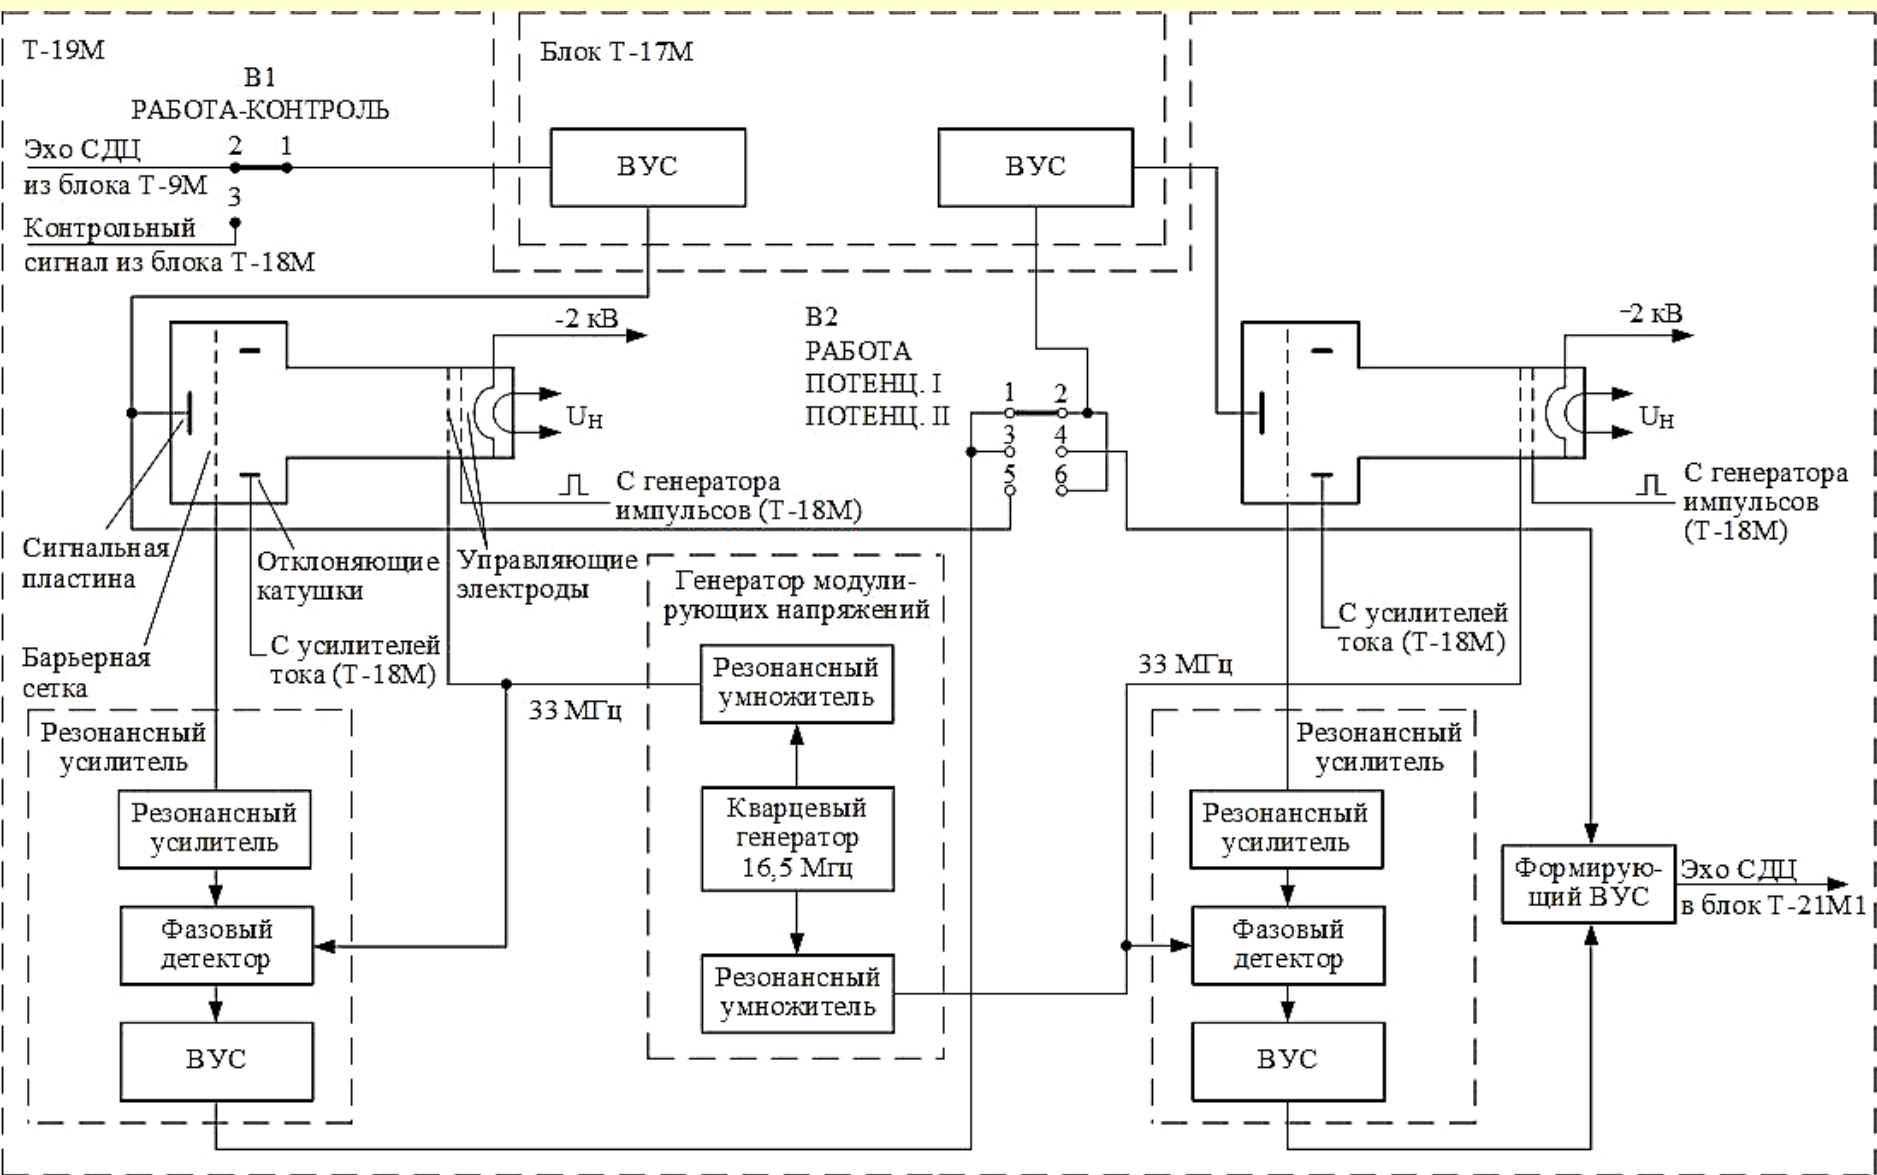 Т-19М
Блок Т-17М
В1
РАБОТА-КОНТРОЛЬ
Эхо СДЦ
2
1
из блока Т-9М
3
Контрольный
сигнал из блока Т-18М
ВУС
ВУС
-2 кВ
Uн
В2
РАБОТА
ПОТЕНЦ. I
ПОТЕНЦ. II
1
2
3
4
5
6
-2 кВ
Uн
С генератора
импульсов (Т-18М)
С генератора
импульсов
(Т-18М)
Сигнальная
пластина
Отклоняющие
катушки
Управляющие
электроды
Барьерная
сетка
С усилителей
тока (Т-18М)
33 МГц
Генератор модули-
рующих напряжений
Резонансный
умножитель
Кварцевый
генератор
16,5 Мгц
Резонансный
умножитель
С усилителей
тока (Т-18М)
33 МГц
Резонансный
усилитель
Резонансный
усилитель
Фазовый
детектор
ВУС
Резонансный
усилитель
Резонансный
усилитель
Фазовый
детектор
ВУС
Формирую-
щий ВУС
Эхо СДЦ
в блок Т-21М1